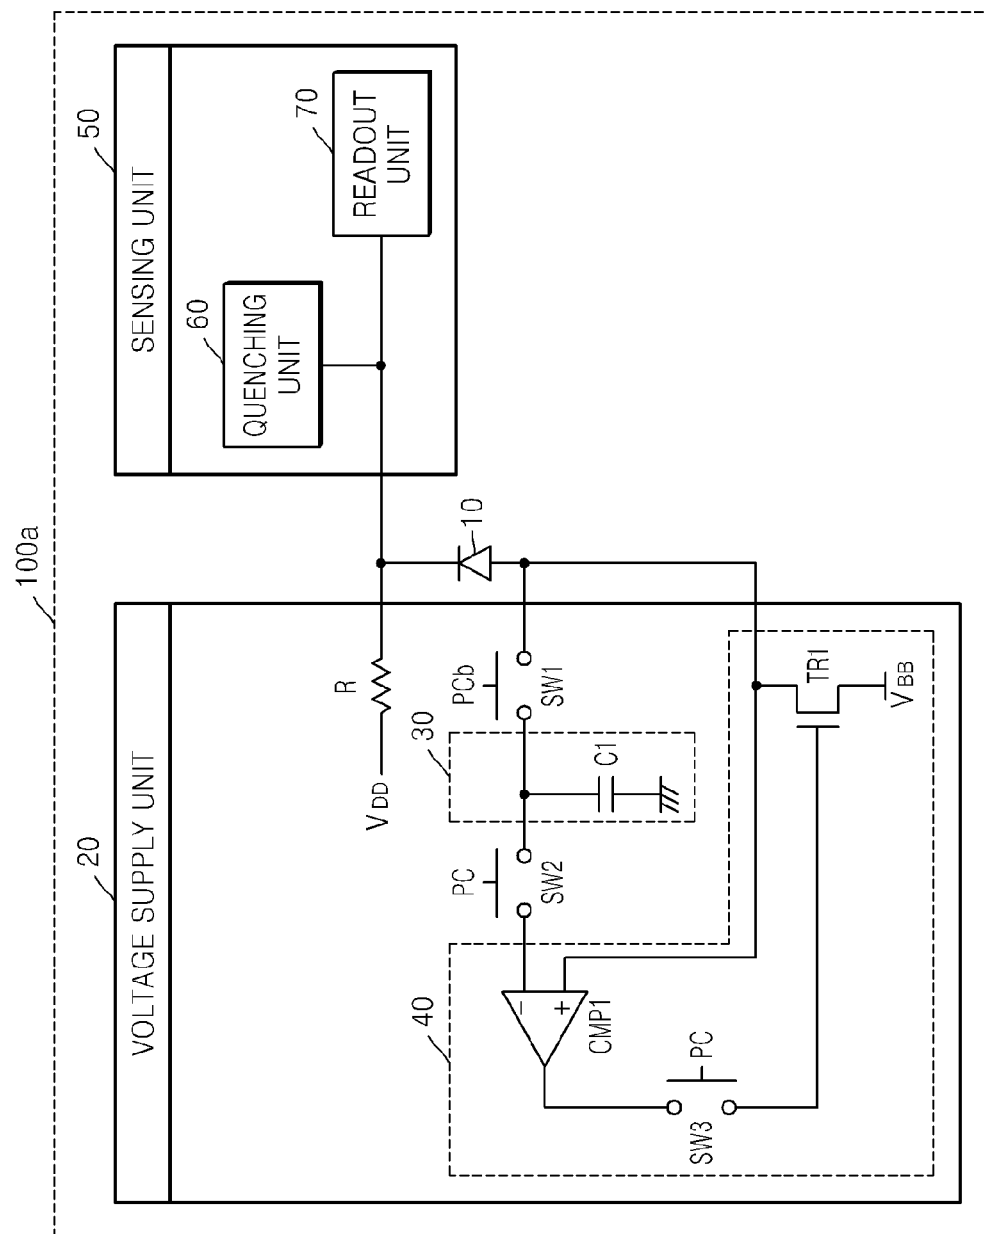 100a
20
VOLTAGE SUPPLY UNIT
50
SENSING UNIT
60
QUENCHING
UNIT
70
READOUT
UNIT
R
VDD
10
30
PC
PCb
SW2
SW1
C1
40
−
+
CMP1
PC
SW3
TR1
VBB